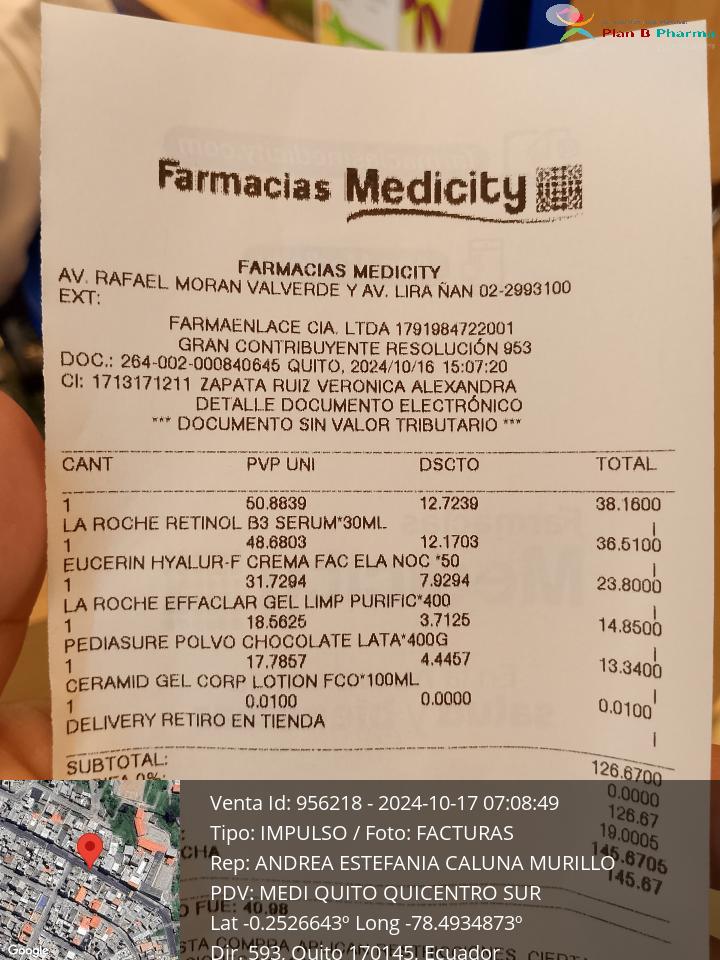 Plan B Pharma
Farmacias Medicity
FARMACIAS MEDICITY
AV. RAFAEL MORAN VALVERDE Y AV. LIRA ÑAN 02-2993100
EXT:
FARMAENLACE CIA. LTDA 1791984722001
GRAN CONTRIBUYENTE RESOLUCIÓN 953
DOC.: 264-002-000840645 QUITO, 2024/10/16 15:07:20
CI: 1713171211 ZAPATA RUIZ VERONICA ALEXANDRA
DETALLE DOCUMENTO ELECTRÓNICO
*** DOCUMENTO SIN VALOR TRIBUTARIO ***
CANT PVP UNI DSCTO TOTAL
1 50.8839 12.7239 38.1600
LA ROCHE RETINOL B3 SERUM*30ML I
1 48.6803 12.1703 36.5100
EUCERIN HYALUR-F CREMA FAC ELA NOC *50 I
1 31.7294 7.9294 23.8000
LA ROCHE EFFACLAR GEL LIMP PURIFIC*400 I
1 18.5625 3.7125 14.8500
PEDIASURE POLVO CHOCOLATE LATA*400G I
1 17.7857 4.4457 13.3400
CERAMID GEL CORP LOTION FCO*100ML I
1 0.0100 0.0000 0.0100
DELIVERY RETIRO EN TIENDA I
SUBTOTAL: 126.6700
0%: 0.0000
126.67
19.0005
145.6705
145.67
FUE: 40.98
Venta Id: 956218 - 2024-10-17 07:08:49
Tipo: IMPULSO / Foto: FACTURAS
Rep: ANDREA ESTEFANIA CALUNA MURILLO
PDV: MEDI QUITO QUICENTRO SUR
Lat -0.2526643º Long -78.4934873º
Dir. 593, Quito 170145, Ecuador
Google